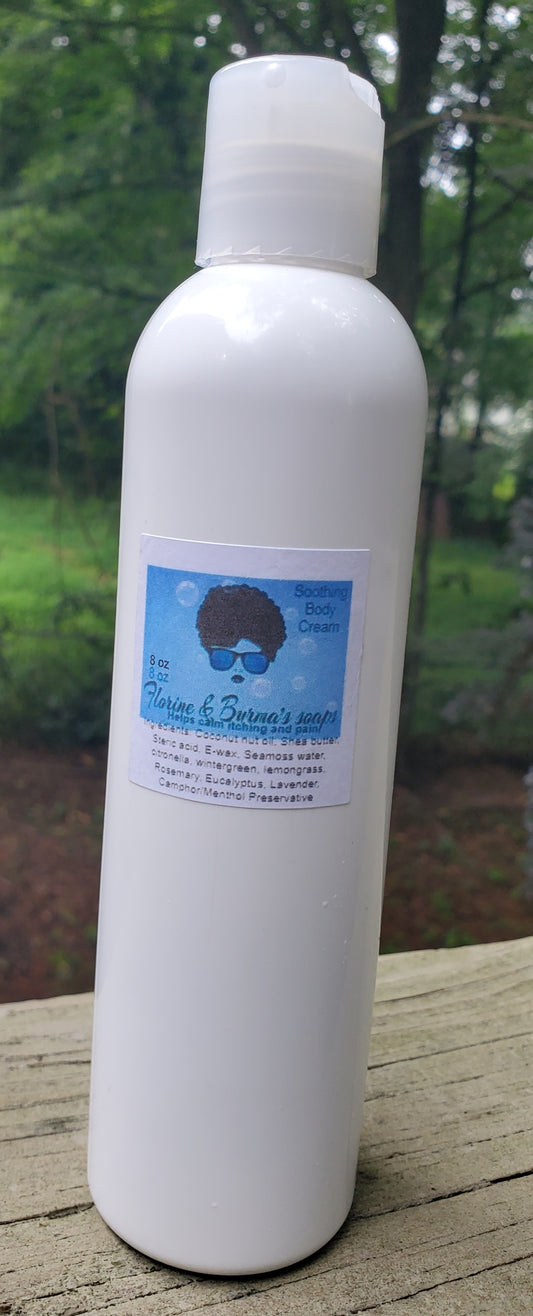 Soothing
Body
Cream
8 oz
8 oz
Florine & Burma's soaps
Helps calm itching and pain!
Ingredients: Coconut nut oil, Shea butter,
Steric acid, E-wax, Seamoss water,
citronella, wintergreen, lemongrass,
Rosemary, Eucalyptus, Lavender,
Camphor/Menthol Preservative